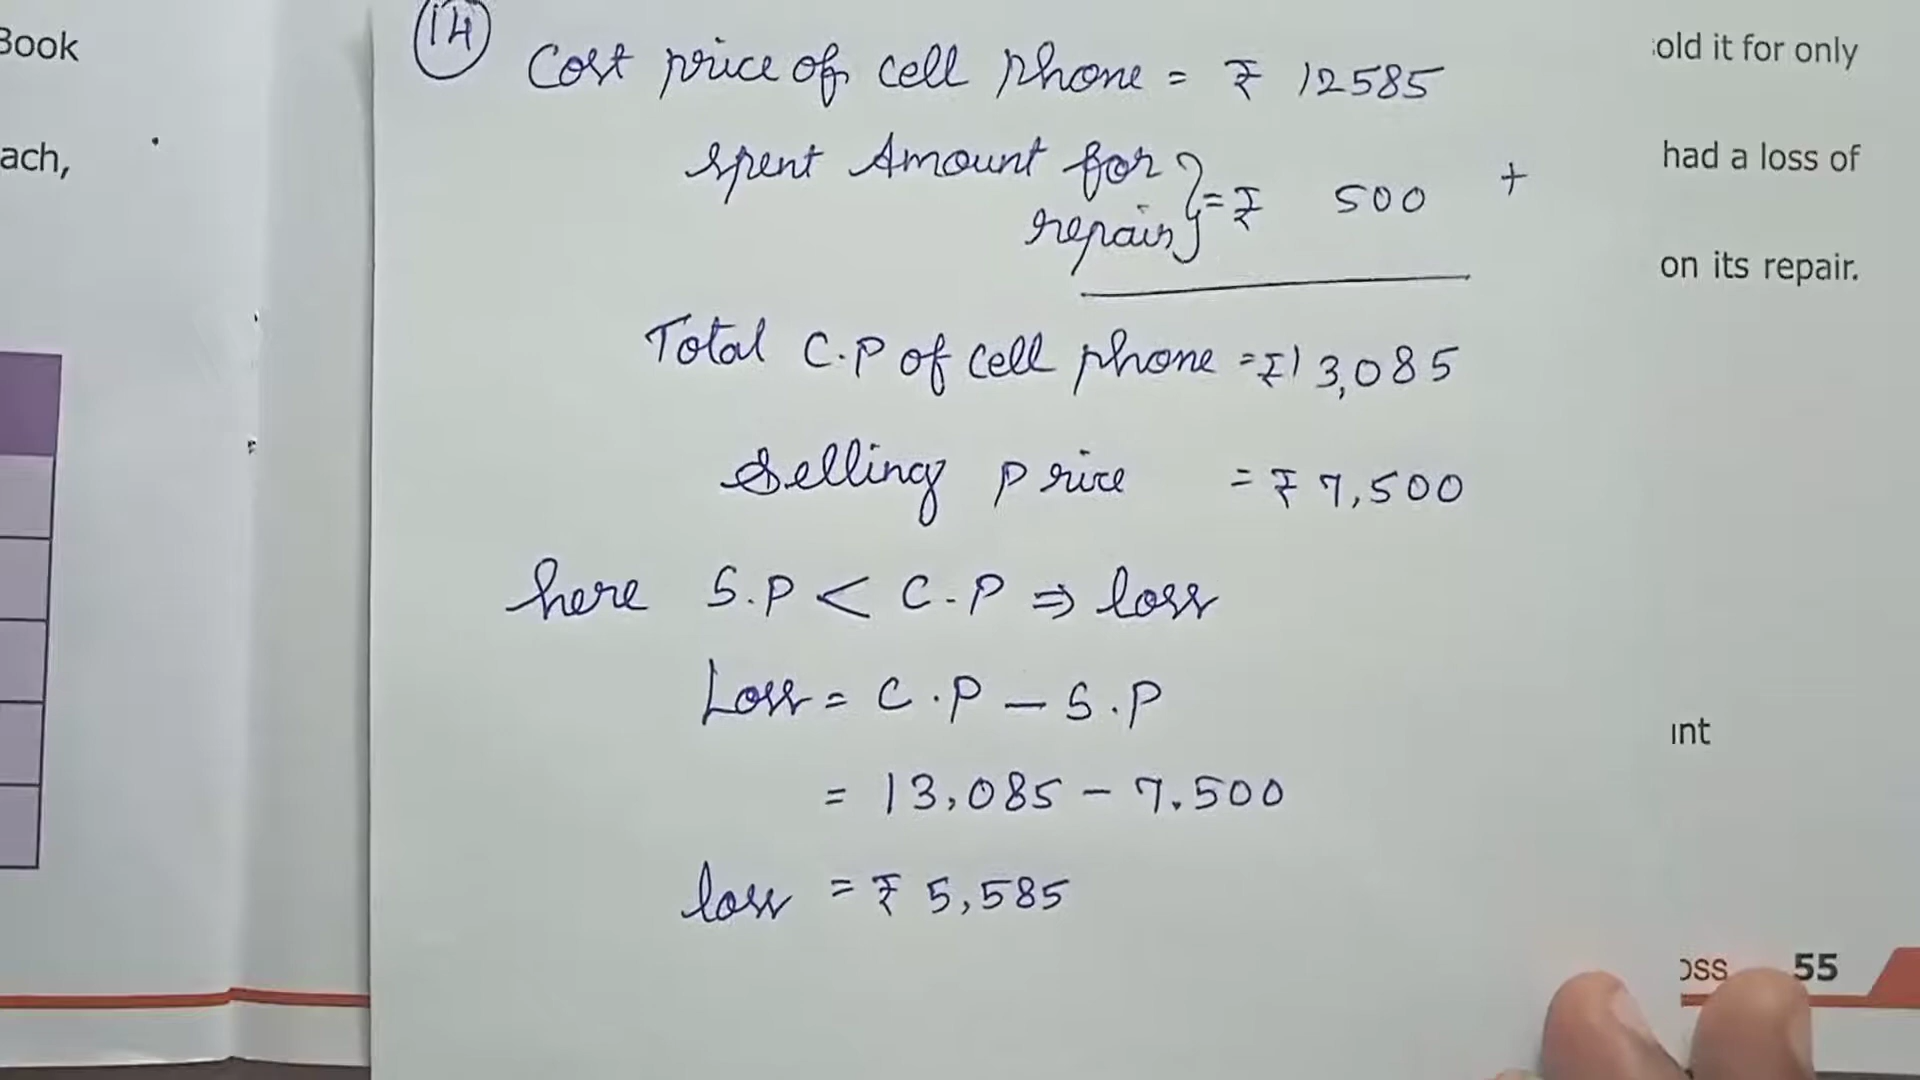 Book
ach,
14
Cost price of cell phone = ₹ 12585
spent Amount for
repair } = ₹ 500 +
Total C.P of cell phone = ₹13,085
Selling price = ₹ 7,500
here S.P < C.P ⇒ loss
Loss = C.P - S.P
= 13,085 - 7.500
loss = ₹ 5,585
old it for only
had a loss of
on its repair.
55